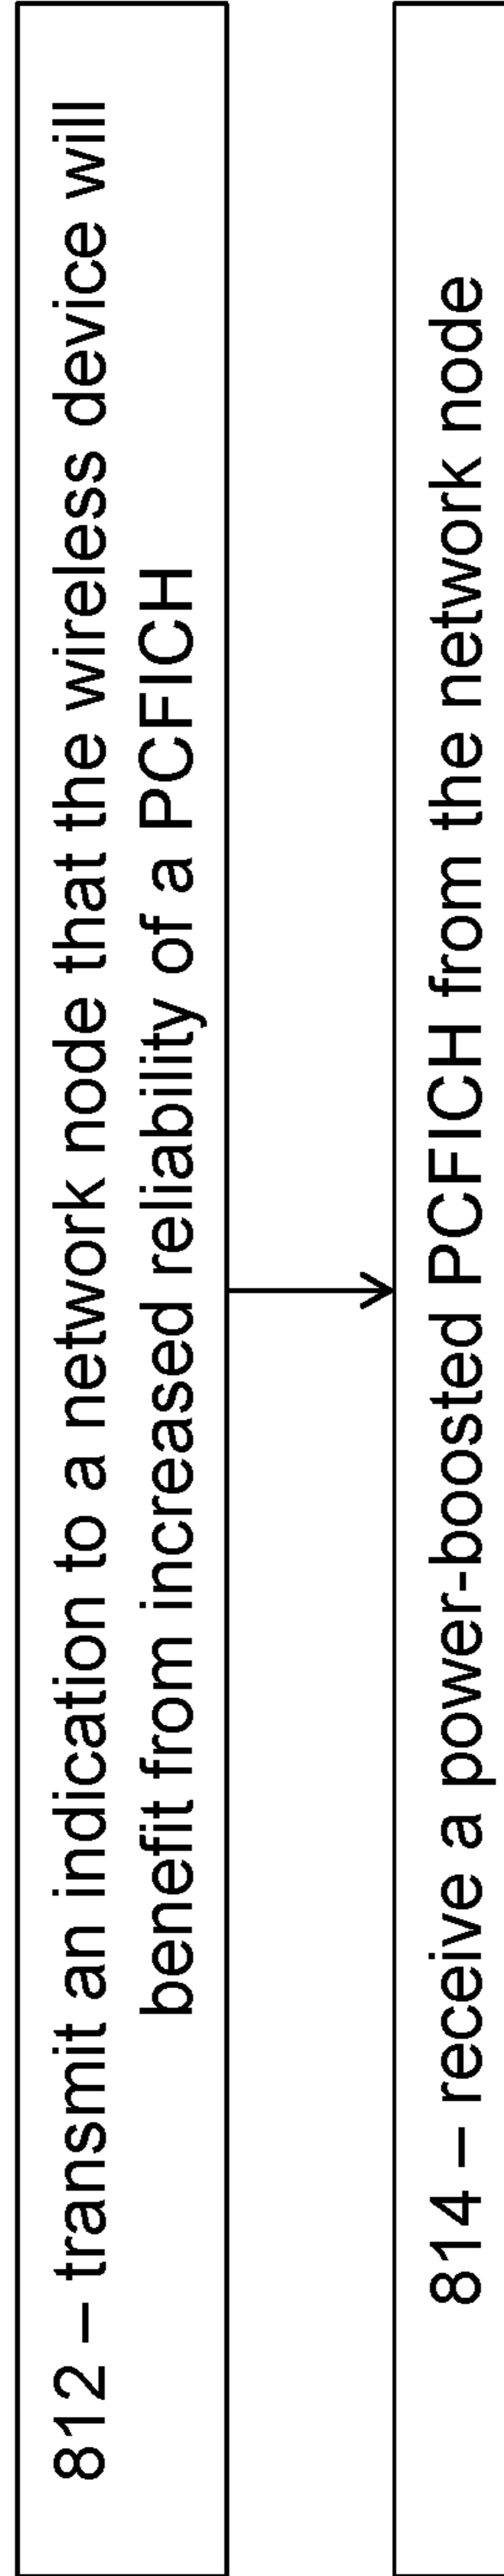 812 – transmit an indication to a network node that the wireless device will
benefit from increased reliability of a PCFICH
814 – receive a power-boosted PCFICH from the network node